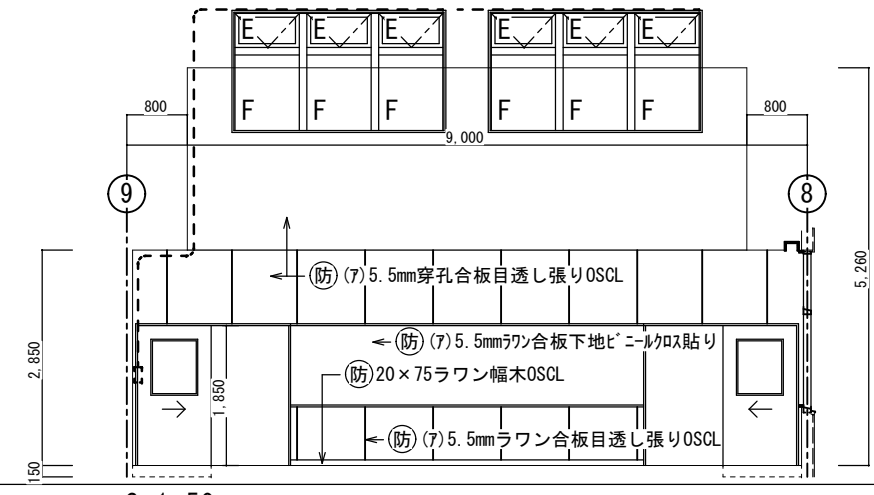 E E E E E E
F F F F F F
800 800
9,000
9 8
5,260
防 (ｱ)5.5mm穿孔合板目透し張りOSCL
防 (ｱ)5.5mmﾗﾜﾝ合板下地ﾋﾞﾆｰﾙｸﾛｽ貼り
2,850
防 20×75ラワン幅木OSCL
1,850
防 (ｱ)5.5mmラワン合板目透し張りOSCL
150